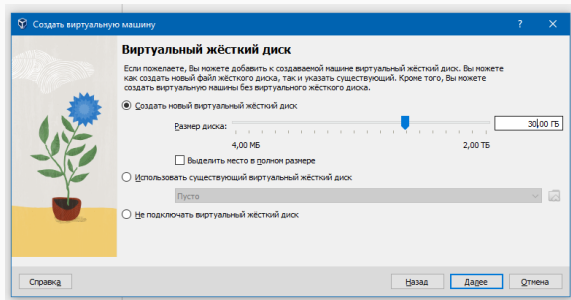 Создать виртуальную машину
Виртуальный жёсткий диск
Если пожелаете, Вы можете добавить к создаваемой машине виртуальный жёсткий диск. Вы можете
как создать новый файл жёсткого диска, так и указать существующий. Кроме того, Вы можете
создать виртуальную машину без виртуального жёсткого диска.
Создать новый виртуальный жёсткий диск
Размер диска: 30,00 ГБ
4,00 МБ 2,00 ТБ
Выделить место в полном размере
Использовать существующий виртуальный жёсткий диск
Пусто
Не подключать виртуальный жёсткий диск
Справка Назад Далее Отмена